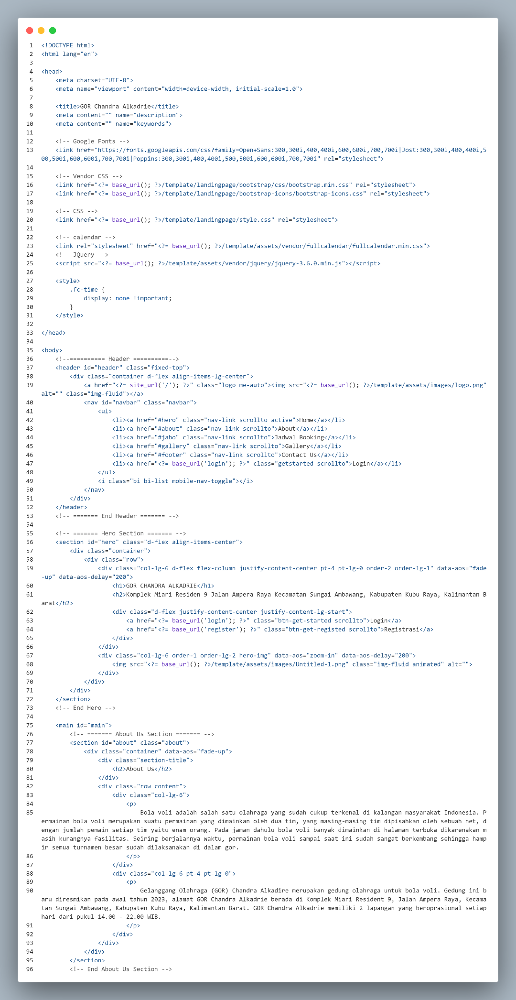 1 <!DOCTYPE html>
2 <html lang="en">
3
4 <head>
5     <meta charset="UTF-8">
6     <meta name="viewport" content="width=device-width, initial-scale=1.0">
7
8     <title>GOR Chandra Alkadrie</title>
9     <meta content="" name="description">
10     <meta content="" name="keywords">
11
12     <!-- Google Fonts -->
13     <link href="https://fonts.googleapis.com/css?family=Open+Sans:300,300i,400,400i,600,600i,700,700i|Jost:300,300i,400,400i,5
00,500i,600,600i,700,700i|Poppins:300,300i,400,400i,500,500i,600,600i,700,700i" rel="stylesheet">
14
15     <!-- Vendor CSS -->
16     <link href="<?= base_url(); ?>/template/landingpage/bootstrap/css/bootstrap.min.css" rel="stylesheet">
17     <link href="<?= base_url(); ?>/template/landingpage/bootstrap-icons/bootstrap-icons.css" rel="stylesheet">
18
19     <!-- CSS -->
20     <link href="<?= base_url(); ?>/template/landingpage/style.css" rel="stylesheet">
21
22     <!-- calendar -->
23     <link rel="stylesheet" href="<?= base_url(); ?>/template/assets/vendor/fullcalendar/fullcalendar.min.css">
24     <!-- JQuery -->
25     <script src="<?= base_url(); ?>/template/assets/vendor/jquery/jquery-3.6.0.min.js"></script>
26
27     <style>
28         .fc-time {
29             display: none !important;
30         }
31     </style>
32
33 </head>
34
35 <body>
36     <!--========== Header ==========-->
37     <header id="header" class="fixed-top">
38         <div class="container d-flex align-items-lg-center">
39             <a href="<?= site_url('/'); ?>" class="logo me-auto"><img src="<?= base_url(); ?>/template/assets/images/logo.png"
alt="" class="img-fluid"></a>
40             <nav id="navbar" class="navbar">
41                 <ul>
42                     <li><a href="#hero" class="nav-link scrollto active">Home</a></li>
43                     <li><a href="#about" class="nav-link scrollto">About</a></li>
44                     <li><a href="#jabo" class="nav-link scrollto">Jadwal Booking</a></li>
45                     <li><a href="#gallery" class="nav-link scrollto">Gallery</a></li>
46                     <li><a href="#footer" class="nav-link scrollto">Contact Us</a></li>
47                     <li><a href="<?= base_url('login'); ?>" class="getstarted scrollto">Login</a></li>
48                 </ul>
49                 <i class="bi bi-list mobile-nav-toggle"></i>
50             </nav>
51         </div>
52     </header>
53     <!-- ======= End Header ======= -->
54
55     <!-- ======= Hero Section ======= -->
56     <section id="hero" class="d-flex align-items-center">
57         <div class="container">
58             <div class="row">
59                 <div class="col-lg-6 d-flex flex-column justify-content-center pt-4 pt-lg-0 order-2 order-lg-1" data-aos="fade
-up" data-aos-delay="200">
60                     <h1>GOR CHANDRA ALKADRIE</h1>
61                     <h2>Komplek Miari Residen 9 Jalan Ampera Raya Kecamatan Sungai Ambawang, Kabupaten Kubu Raya, Kalimantan B
arat</h2>
62                     <div class="d-flex justify-content-center justify-content-lg-start">
63                         <a href="<?= base_url('login'); ?>" class="btn-get-started scrollto">Login</a>
64                         <a href="<?= base_url('register'); ?>" class="btn-get-registed scrollto">Registrasi</a>
65                     </div>
66                 </div>
67                 <div class="col-lg-6 order-1 order-lg-2 hero-img" data-aos="zoom-in" data-aos-delay="200">
68                     <img src="<?= base_url(); ?>/template/assets/images/Untitled-1.png" class="img-fluid animated" alt="">
69                 </div>
70             </div>
71         </div>
72     </section>
73     <!-- End Hero -->
74
75     <main id="main">
76         <!-- ======= About Us Section ======= -->
77         <section id="about" class="about">
78             <div class="container" data-aos="fade-up">
79                 <div class="section-title">
80                     <h2>About Us</h2>
81                 </div>
82                 <div class="row content">
83                     <div class="col-lg-6">
84                         <p>
85                             Bola voli adalah salah satu olahraga yang sudah cukup terkenal di kalangan masyarakat Indonesia. P
ermainan bola voli merupakan suatu permainan yang dimainkan oleh dua tim, yang masing-masing tim dipisahkan oleh sebuah net, d
engan jumlah pemain setiap tim yaitu enam orang. Pada jaman dahulu bola voli banyak dimainkan di halaman terbuka dikarenakan m
asih kurangnya fasilitas. Seiring berjalannya waktu, permainan bola voli sampai saat ini sudah sangat berkembang sehingga hamp
ir semua turnamen besar sudah dilaksanakan di dalam gor.
86                         </p>
87                     </div>
88                     <div class="col-lg-6 pt-4 pt-lg-0">
89                         <p>
90                             Gelanggang Olahraga (GOR) Chandra Alkadire merupakan gedung olahraga untuk bola voli. Gedung ini b
aru diresmikan pada awal tahun 2023, alamat GOR Chandra Alkadrie berada di Komplek Miari Resident 9, Jalan Ampera Raya, Kecama
tan Sungai Ambawang, Kabupaten Kubu Raya, Kalimantan Barat. GOR Chandra Alkadrie memiliki 2 lapangan yang beroprasional setiap
hari dari pukul 14.00 - 22.00 WIB.
91                         </p>
92                     </div>
93                 </div>
94             </div>
95         </section>
96         <!-- End About Us Section -->